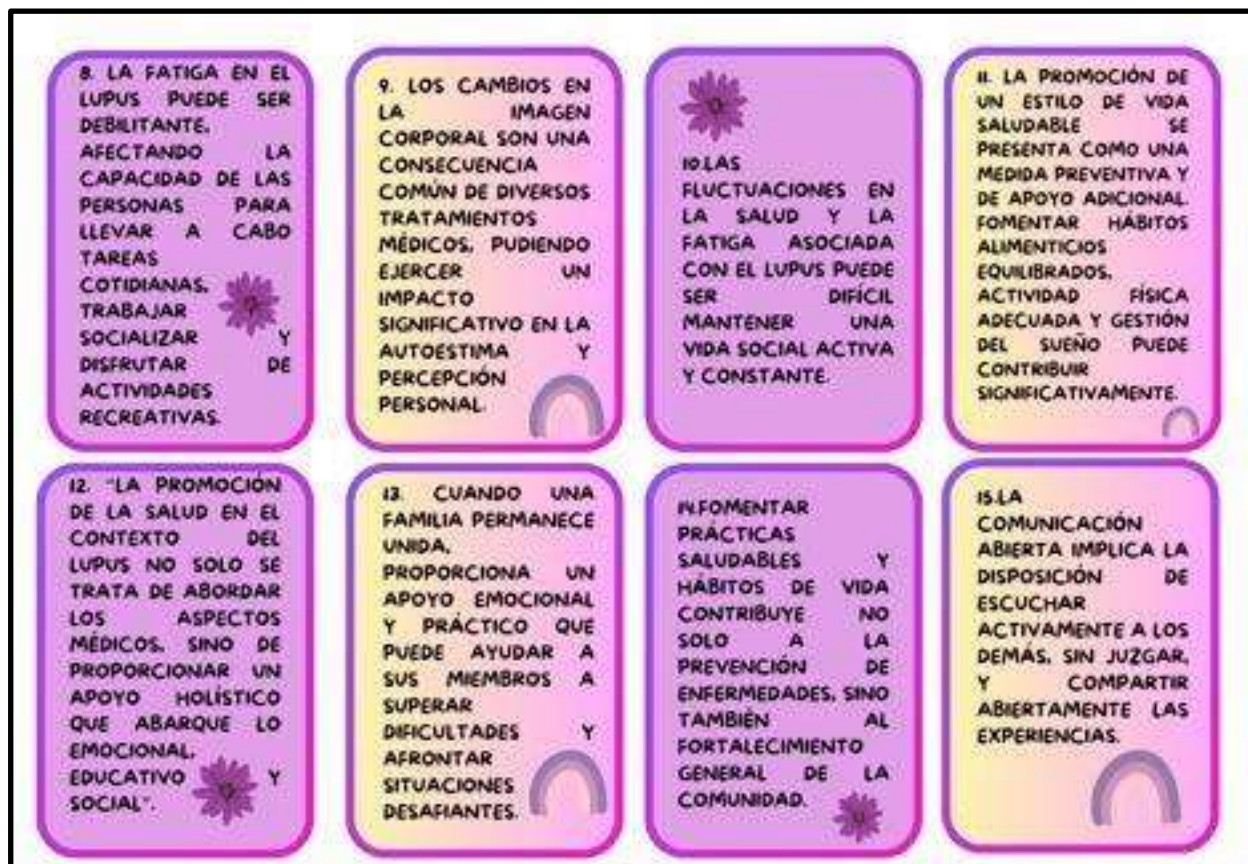 8. LA FATIGA EN EL
LUPUS PUEDE SER
DEBILITANTE,
AFECTANDO LA
CAPACIDAD DE LAS
PERSONAS PARA
LLEVAR A CABO
TAREAS
COTIDIANAS,
TRABAJAR
SOCIALIZAR Y
DISFRUTAR DE
ACTIVIDADES
RECREATIVAS.
9. LOS CAMBIOS EN
LA IMAGEN
CORPORAL SON UNA
CONSECUENCIA
COMÚN DE DIVERSOS
TRATAMIENTOS
MÉDICOS, PUDIENDO
EJERCER UN
IMPACTO
SIGNIFICATIVO EN LA
AUTOESTIMA Y
PERCEPCIÓN
PERSONAL.
10.LAS
FLUCTUACIONES EN
LA SALUD Y LA
FATIGA ASOCIADA
CON EL LUPUS PUEDE
SER DIFÍCIL
MANTENER UNA
VIDA SOCIAL ACTIVA
Y CONSTANTE.
11. LA PROMOCIÓN DE
UN ESTILO DE VIDA
SALUDABLE SE
PRESENTA COMO UNA
MEDIDA PREVENTIVA Y
DE APOYO ADICIONAL.
FOMENTAR HÁBITOS
ALIMENTICIOS
EQUILIBRADOS,
ACTIVIDAD FÍSICA
ADECUADA Y GESTIÓN
DEL SUEÑO PUEDE
CONTRIBUIR
SIGNIFICATIVAMENTE.
12. "LA PROMOCIÓN
DE LA SALUD EN EL
CONTEXTO DEL
LUPUS NO SOLO SE
TRATA DE ABORDAR
LOS ASPECTOS
MÉDICOS, SINO DE
PROPORCIONAR UN
APOYO HOLÍSTICO
QUE ABARQUE LO
EMOCIONAL,
EDUCATIVO Y
SOCIAL".
13. CUANDO UNA
FAMILIA PERMANECE
UNIDA,
PROPORCIONA UN
APOYO EMOCIONAL
Y PRÁCTICO QUE
PUEDE AYUDAR A
SUS MIEMBROS A
SUPERAR
DIFICULTADES Y
AFRONTAR
SITUACIONES
DESAFIANTES.
14.FOMENTAR
PRÁCTICAS
SALUDABLES Y
HÁBITOS DE VIDA
CONTRIBUYE NO
SOLO A LA
PREVENCIÓN DE
ENFERMEDADES, SINO
TAMBIÉN AL
FORTALECIMIENTO
GENERAL DE LA
COMUNIDAD.
15.LA
COMUNICACIÓN
ABIERTA IMPLICA LA
DISPOSICIÓN DE
ESCUCHAR
ACTIVAMENTE A LOS
DEMÁS, SIN JUZGAR,
Y COMPARTIR
ABIERTAMENTE LAS
EXPERIENCIAS.